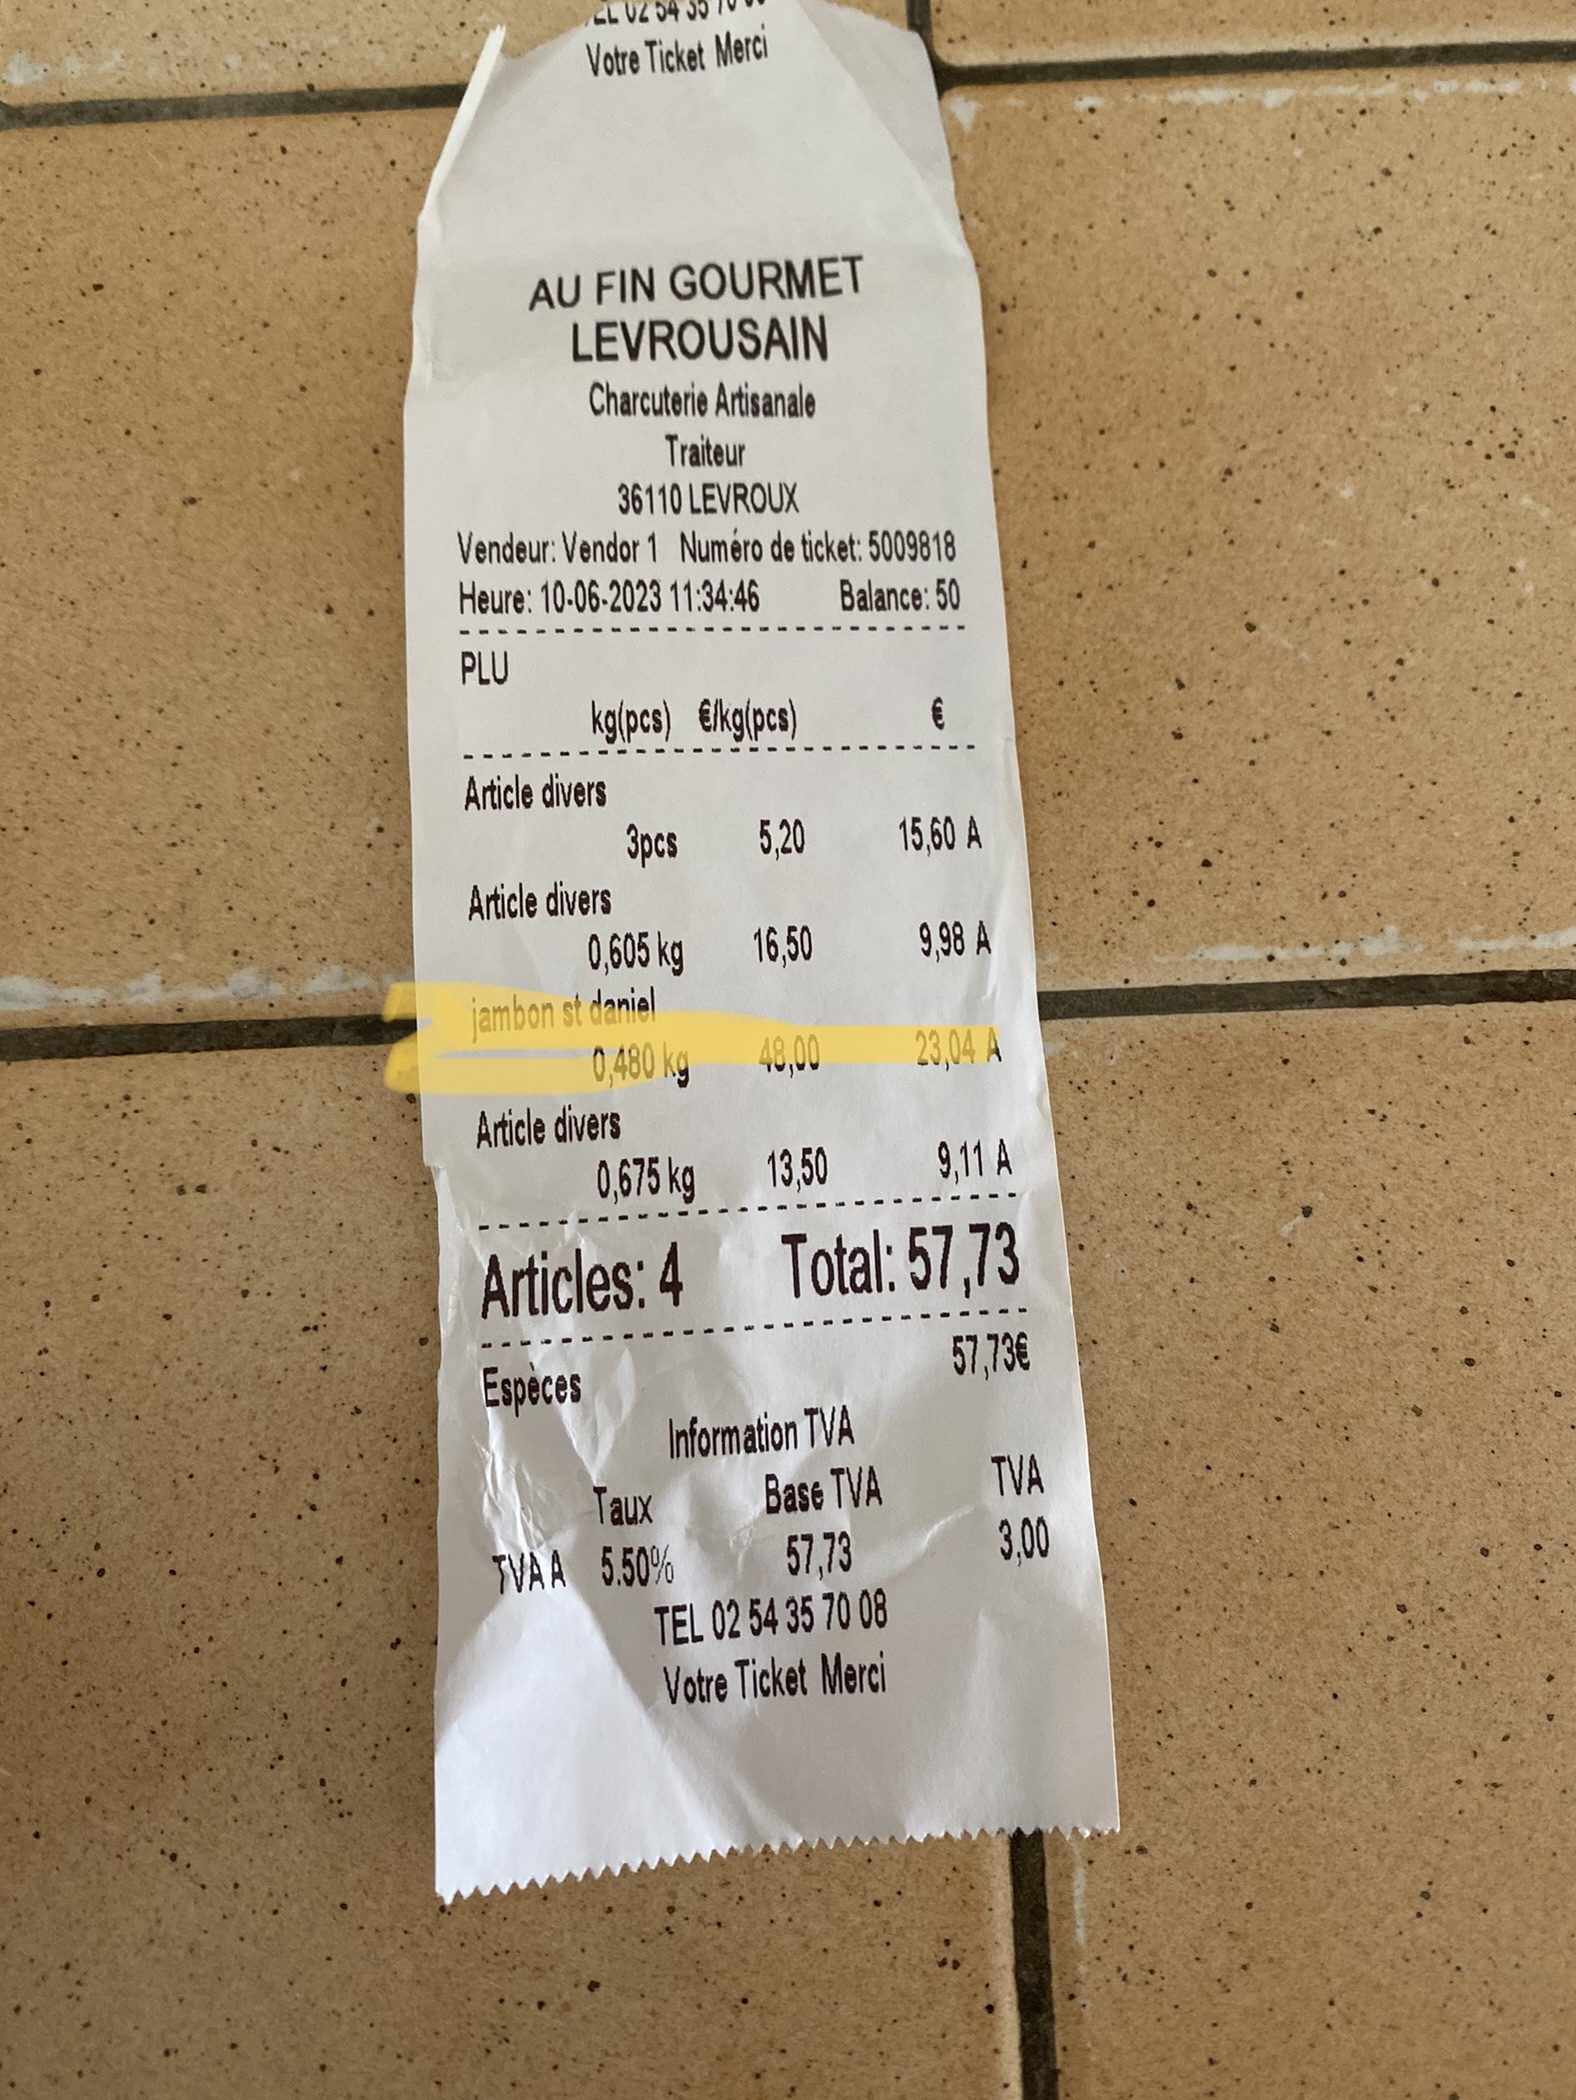 TEL 02 54 35 70
Votre Ticket Merci
AU FIN GOURMET
LEVROUSAIN
Charcuterie Artisanale
Traiteur
36110 LEVROUX
Vendeur: Vendor 1 Numéro de ticket: 5009818
Heure: 10-06-2023 11:34:46 Balance: 50
PLU
kg(pcs) €/kg(pcs) €
Article divers
3pcs 5,20 15,60 A
Article divers
0,605 kg 16,50 9,98 A
jambon st daniel
0,480 kg 48,00 23,04 A
Article divers
0,675 kg 13,50 9,11 A
Articles: 4 Total: 57,73
57,73€
Espèces
Information TVA
Taux Base TVA TVA
TVA A 5.50% 57,73 3,00
TEL 02 54 35 70 08
Votre Ticket Merci